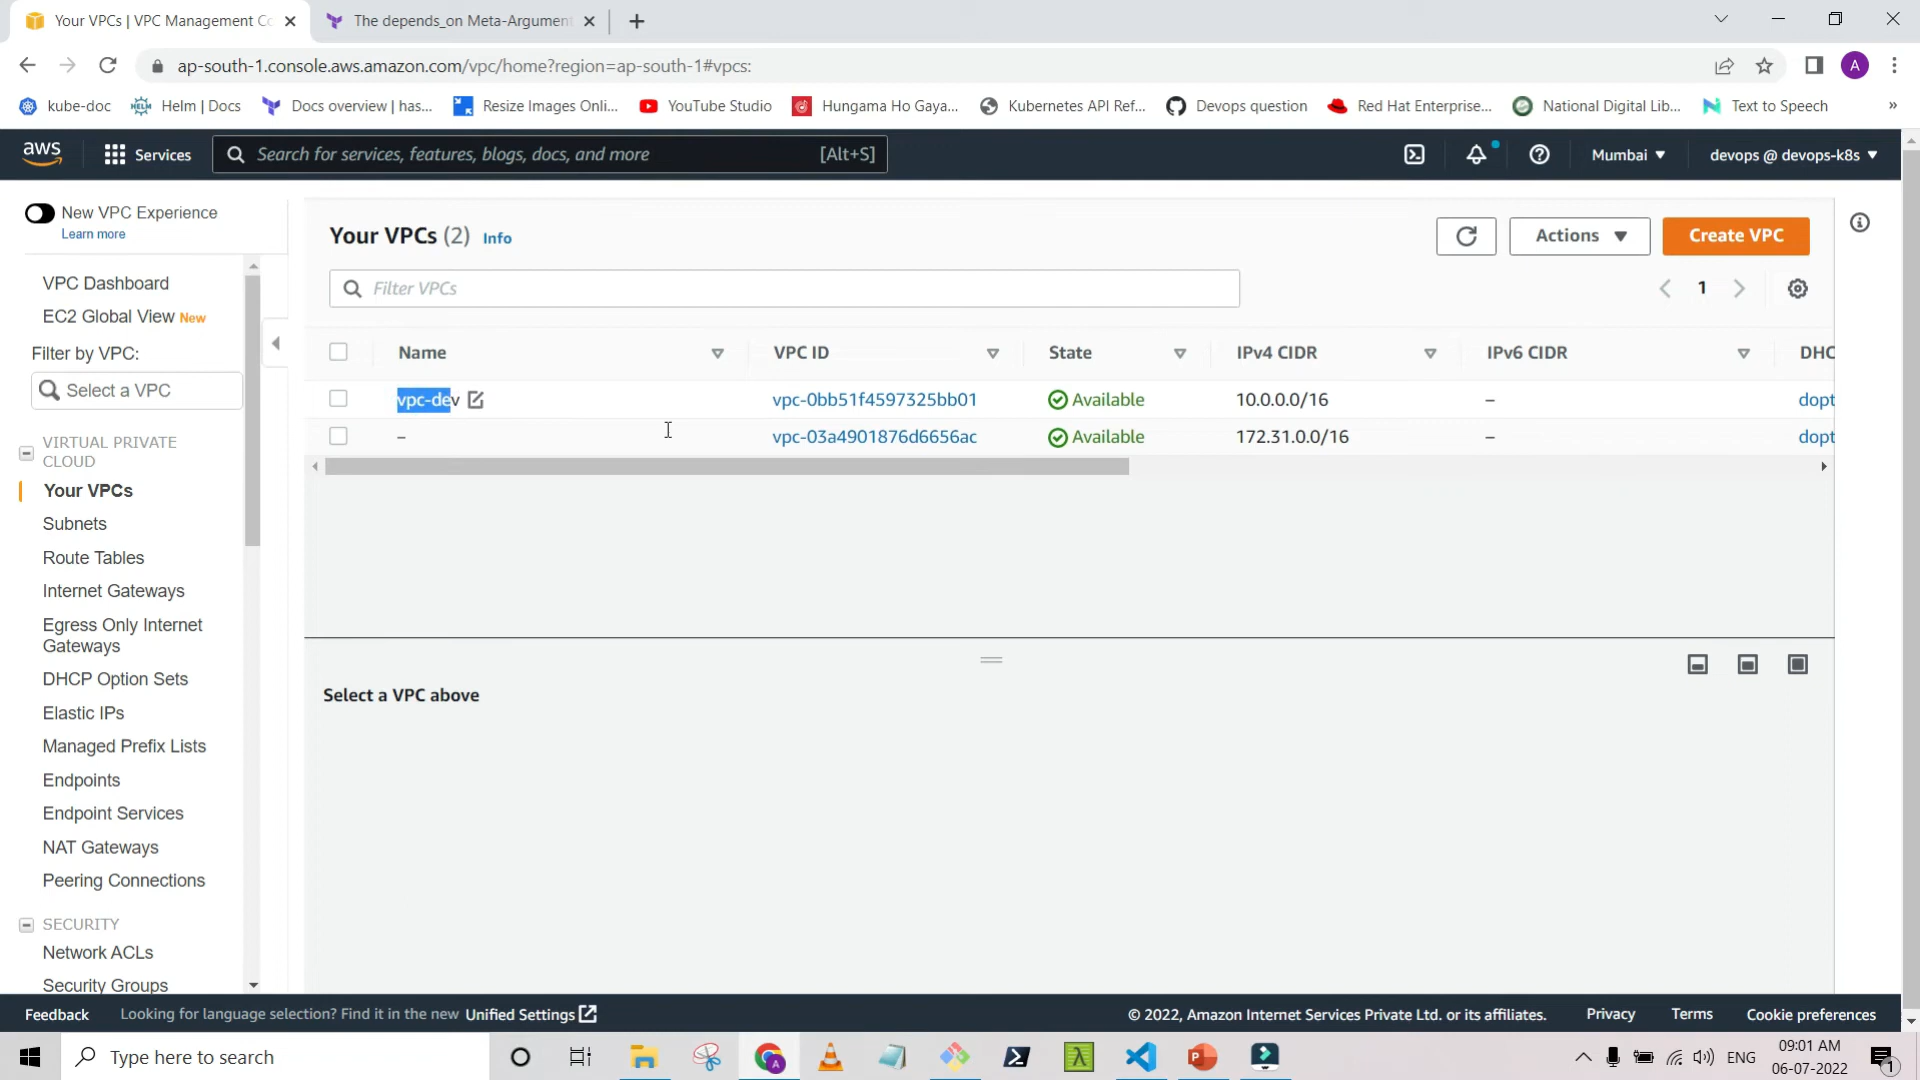 Your VPCs | VPC Management Co
The depends_on Meta-Argument
ap-south-1.console.aws.amazon.com/vpc/home?region=ap-south-1#vpcs:
A
kube-doc
HELM
Helm | Docs
Docs overview | has...
Resize Images Onli...
YouTube Studio
Hungama Ho Gaya...
Kubernetes API Ref...
Devops question
Red Hat Enterprise...
National Digital Lib...
Text to Speech
»
aws
Services
Search for services, features, blogs, docs, and more
[Alt+S]
Mumbai
devops @ devops-k8s
New VPC Experience
Learn more
VPC Dashboard
EC2 Global View New
Filter by VPC:
Select a VPC
VIRTUAL PRIVATE
CLOUD
Your VPCs
Subnets
Route Tables
Internet Gateways
Egress Only Internet
Gateways
DHCP Option Sets
Elastic IPs
Managed Prefix Lists
Endpoints
Endpoint Services
NAT Gateways
Peering Connections
SECURITY
Network ACLs
Security Groups
Your VPCs (2) Info
Actions
Create VPC
Filter VPCs
1
Name VPC ID State IPv4 CIDR IPv6 CIDR DHC
vpc-dev vpc-0bb51f4597325bb01 Available 10.0.0.0/16 – dopt
– vpc-03a4901876d6656ac Available 172.31.0.0/16 – dopt
Select a VPC above
Feedback
Looking for language selection? Find it in the new Unified Settings
© 2022, Amazon Internet Services Private Ltd. or its affiliates.
Privacy
Terms
Cookie preferences
Type here to search
A
ENG
09:01 AM
06-07-2022
1